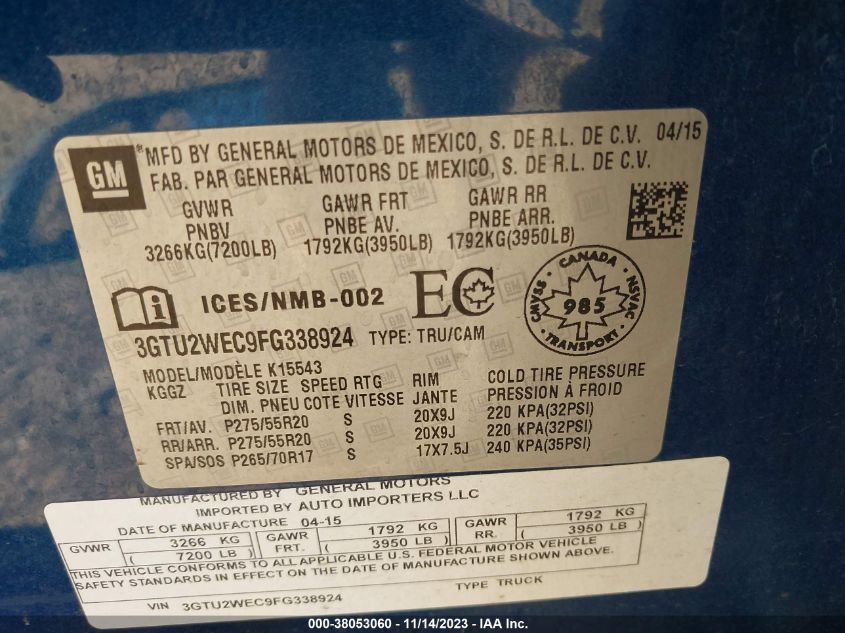 GM
MFD BY GENERAL MOTORS DE MEXICO, S. DE R.L. DE C.V. 04/15
FAB. PAR GENERAL MOTORS DE MEXICO, S. DE R.L. DE C.V.
GVWR GAWR FRT GAWR RR
PNBV PNBE AV. PNBE ARR.
3266KG(7200LB) 1792KG(3950LB) 1792KG(3950LB)
i ICES/NMB-002 EC
CANADA
SVMC NSVAC
985
TRANSPORT
3GTU2WEC9FG338924 TYPE: TRU/CAM
MODEL/MODÈLE K15543
KGGZ TIRE SIZE SPEED RTG RIM COLD TIRE PRESSURE
DIM. PNEU COTE VITESSE JANTE PRESSION À FROID
FRT/AV. P275/55R20 S 20X9J 220 KPA(32PSI)
RR/ARR. P275/55R20 S 20X9J 220 KPA(32PSI)
SPA/SOS P265/70R17 S 17X7.5J 240 KPA(35PSI)
MANUFACTURED BY GENERAL MOTORS
IMPORTED BY AUTO IMPORTERS LLC
DATE OF MANUFACTURE 04-15
GVWR 3266 KG (7200 LB) GAWR FRT. 1792 KG (3950 LB) GAWR RR. 1792 KG (3950 LB)
THIS VEHICLE CONFORMS TO ALL APPLICABLE U.S. FEDERAL MOTOR VEHICLE
SAFETY STANDARDS IN EFFECT ON THE DATE OF MANUFACTURE SHOWN ABOVE.
VIN 3GTU2WEC9FG338924 TYPE TRUCK
000-38053060 - 11/14/2023 - IAA Inc.